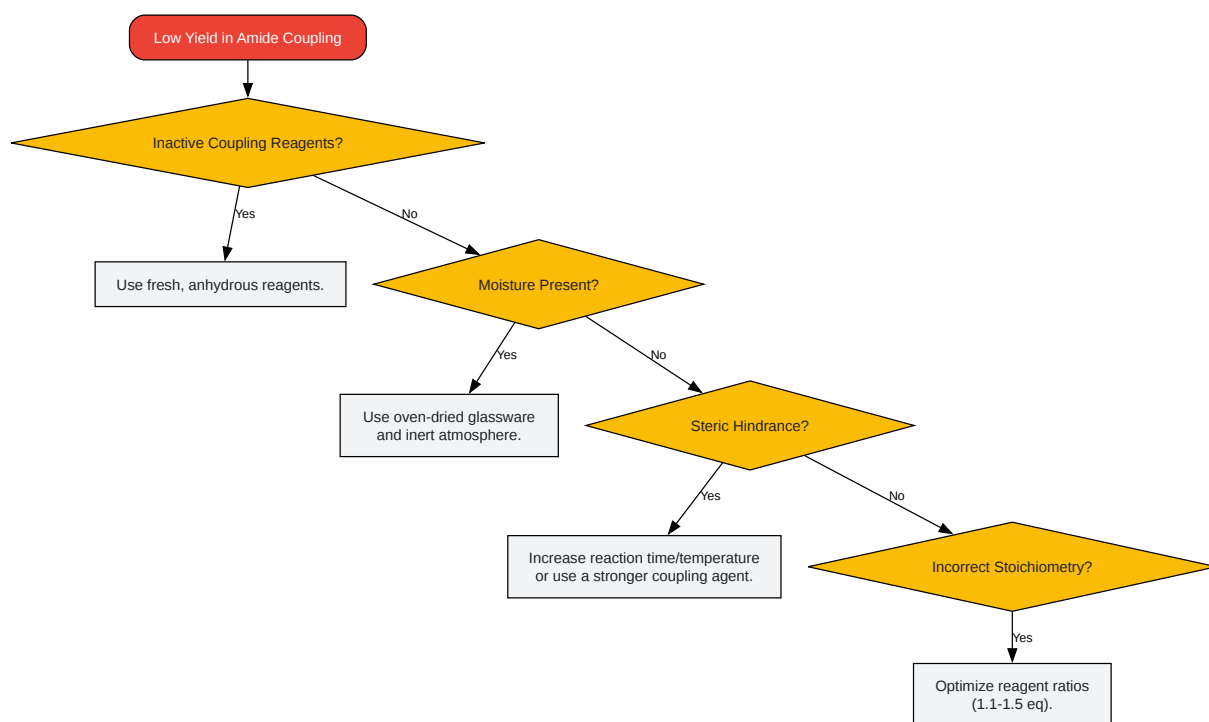 Low Yield in Amide Coupling
Inactive Coupling Reagents?
Yes
No
Use fresh, anhydrous reagents.
Moisture Present?
Yes
No
Use oven-dried glassware
and inert atmosphere.
Steric Hindrance?
Yes
No
Increase reaction time/temperature
or use a stronger coupling agent.
Incorrect Stoichiometry?
Yes
Optimize reagent ratios
(1.1-1.5 eq).